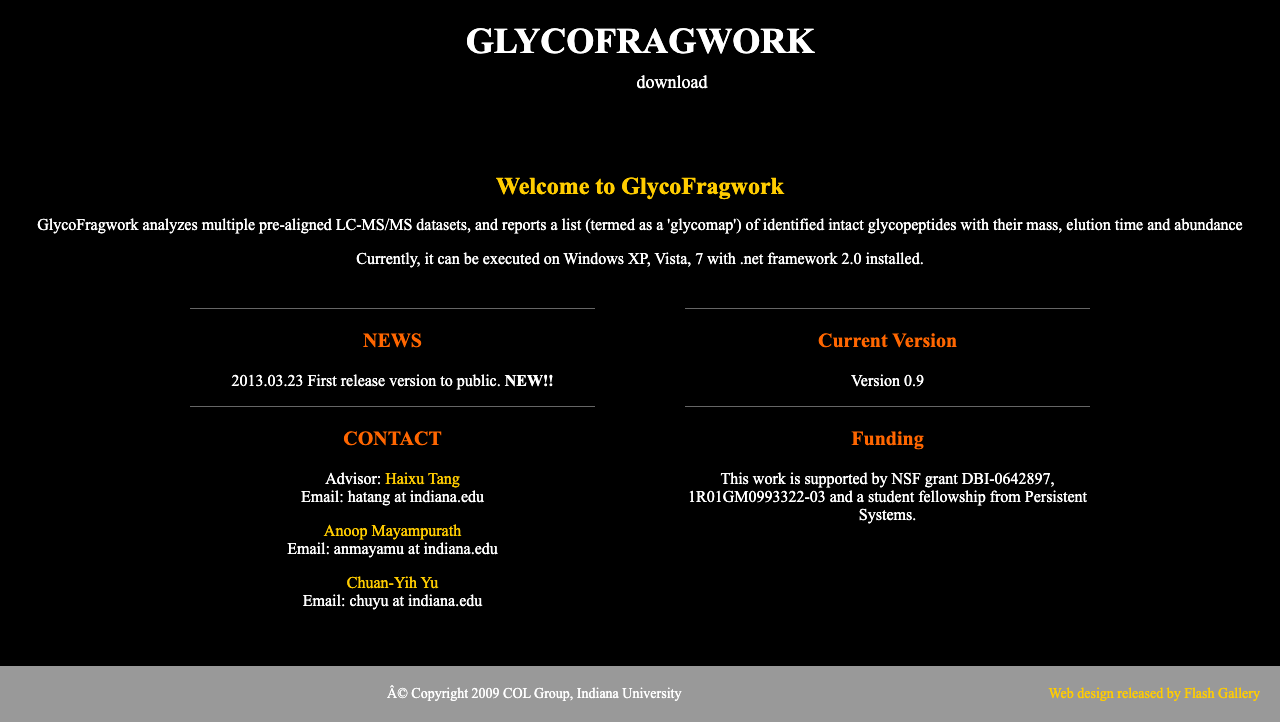 GLYCOFRAGWORK
download
Welcome to GlycoFragwork
GlycoFragwork analyzes multiple pre-aligned LC-MS/MS datasets, and reports a list (termed as a 'glycomap') of identified intact glycopeptides with their mass, elution time and abundance
Currently, it can be executed on Windows XP, Vista, 7 with .net framework 2.0 installed.
NEWS
2013.03.23 First release version to public. NEW!!
CONTACT
Advisor: Haixu Tang
Email: hatang at indiana.edu
Anoop Mayampurath
Email: anmayamu at indiana.edu
Chuan-Yih Yu
Email: chuyu at indiana.edu
Current Version
Version 0.9
Funding
This work is supported by NSF grant DBI-0642897,
1R01GM0993322-03 and a student fellowship from Persistent
Systems.
Â© Copyright 2009 COL Group, Indiana University
Web design released by Flash Gallery